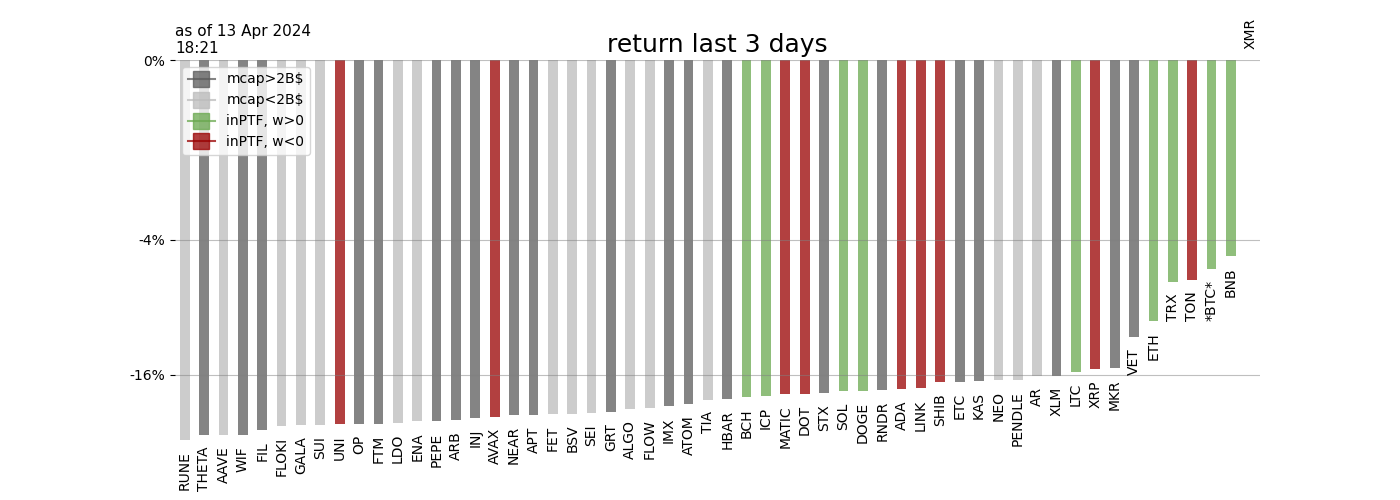 as of 13 Apr 2024
18:21
return last 3 days
XMR
0%
mcap>2B$
mcap<2B$
inPTF, w>0
inPTF, w<0
-4%
-16%
RUNE
THETA
AAVE
WIF
FIL
FLOKI
GALA
SUI
UNI
OP
FTM
LDO
ENA
PEPE
ARB
INJ
AVAX
NEAR
APT
FET
BSV
SEI
GRT
ALGO
FLOW
IMX
ATOM
TIA
HBAR
BCH
ICP
MATIC
DOT
STX
SOL
DOGE
RNDR
ADA
LINK
SHIB
ETC
KAS
NEO
PENDLE
AR
XLM
LTC
XRP
MKR
VET
ETH
TRX
TON
*BTC*
BNB